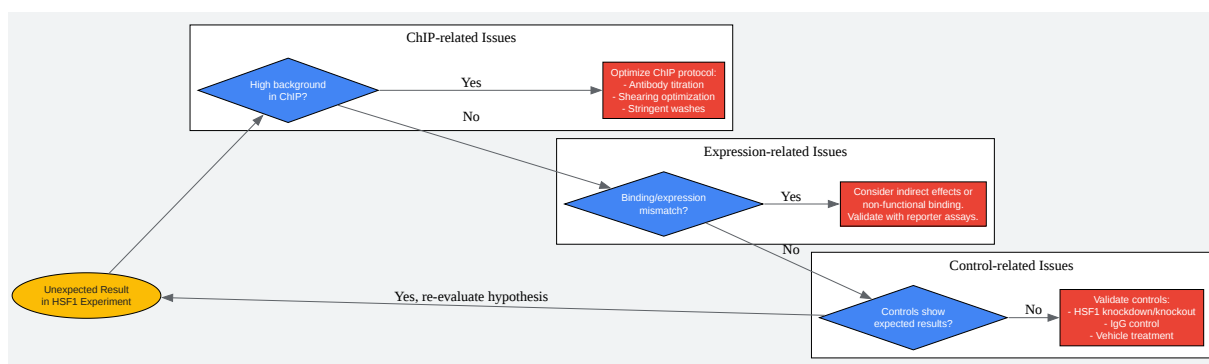 ChIP-related Issues
High background
in ChIP?
Yes
Optimize ChIP protocol:
- Antibody titration
- Shearing optimization
- Stringent washes
No
Expression-related Issues
Binding/expression
mismatch?
Yes
Consider indirect effects or
non-functional binding.
Validate with reporter assays.
No
Control-related Issues
Unexpected Result
in HSF1 Experiment
Yes, re-evaluate hypothesis
Controls show
expected results?
No
Validate controls:
- HSF1 knockdown/knockout
- IgG control
- Vehicle treatment